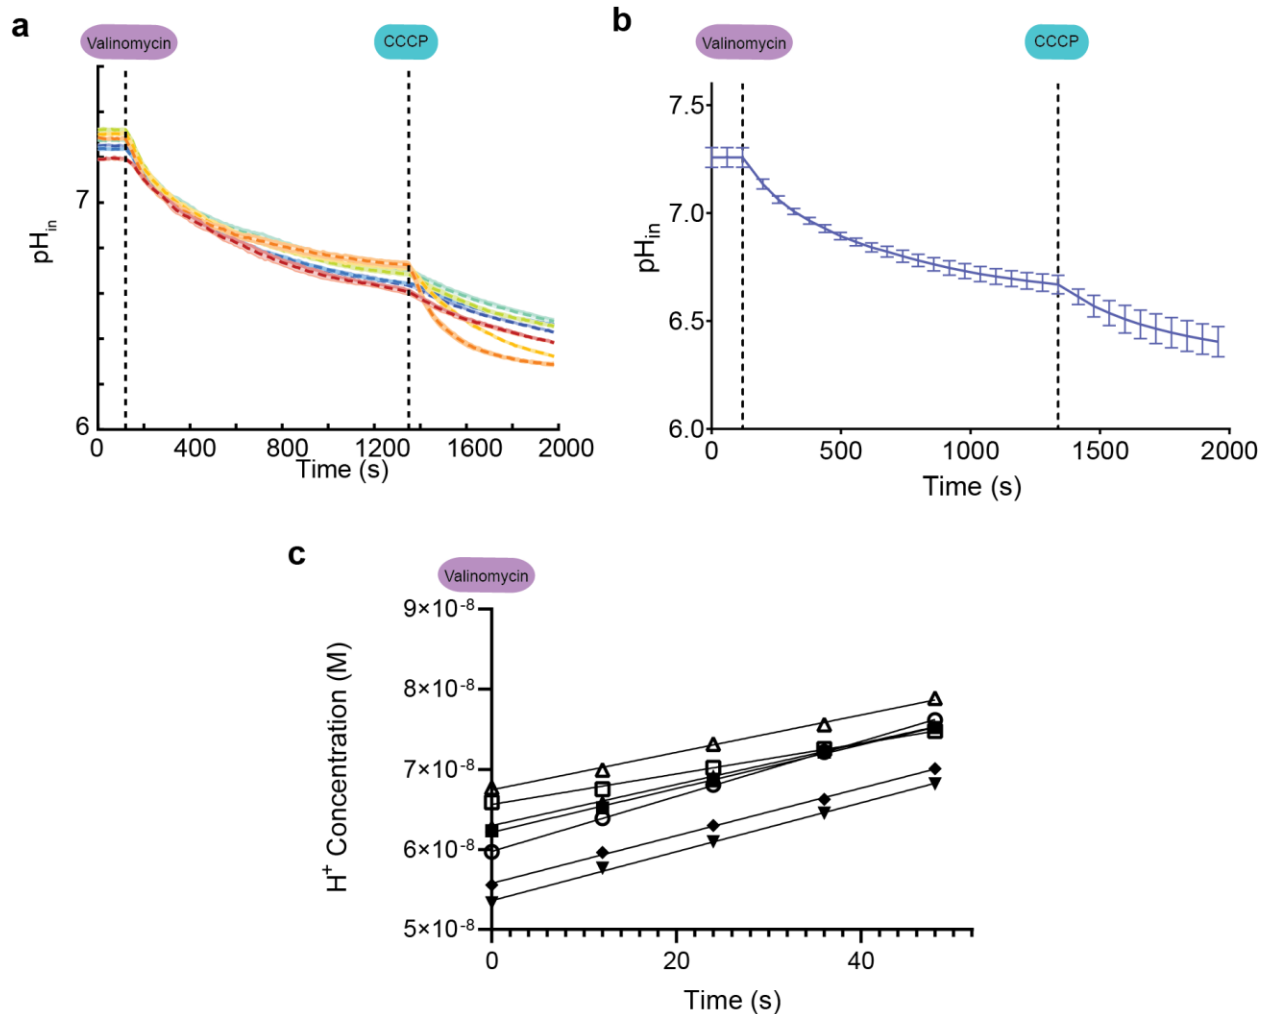 a
Valinomycin
CCCP
7
6
pHin
0 400 800 1200 1600 2000
Time (s)
b
Valinomycin
CCCP
7.5
7.0
6.5
6.0
pHin
0 500 1000 1500 2000
Time (s)
c
Valinomycin
9×10⁻⁸
8×10⁻⁸
7×10⁻⁸
6×10⁻⁸
5×10⁻⁸
H⁺ Concentration (M)
0 20 40
Time (s)